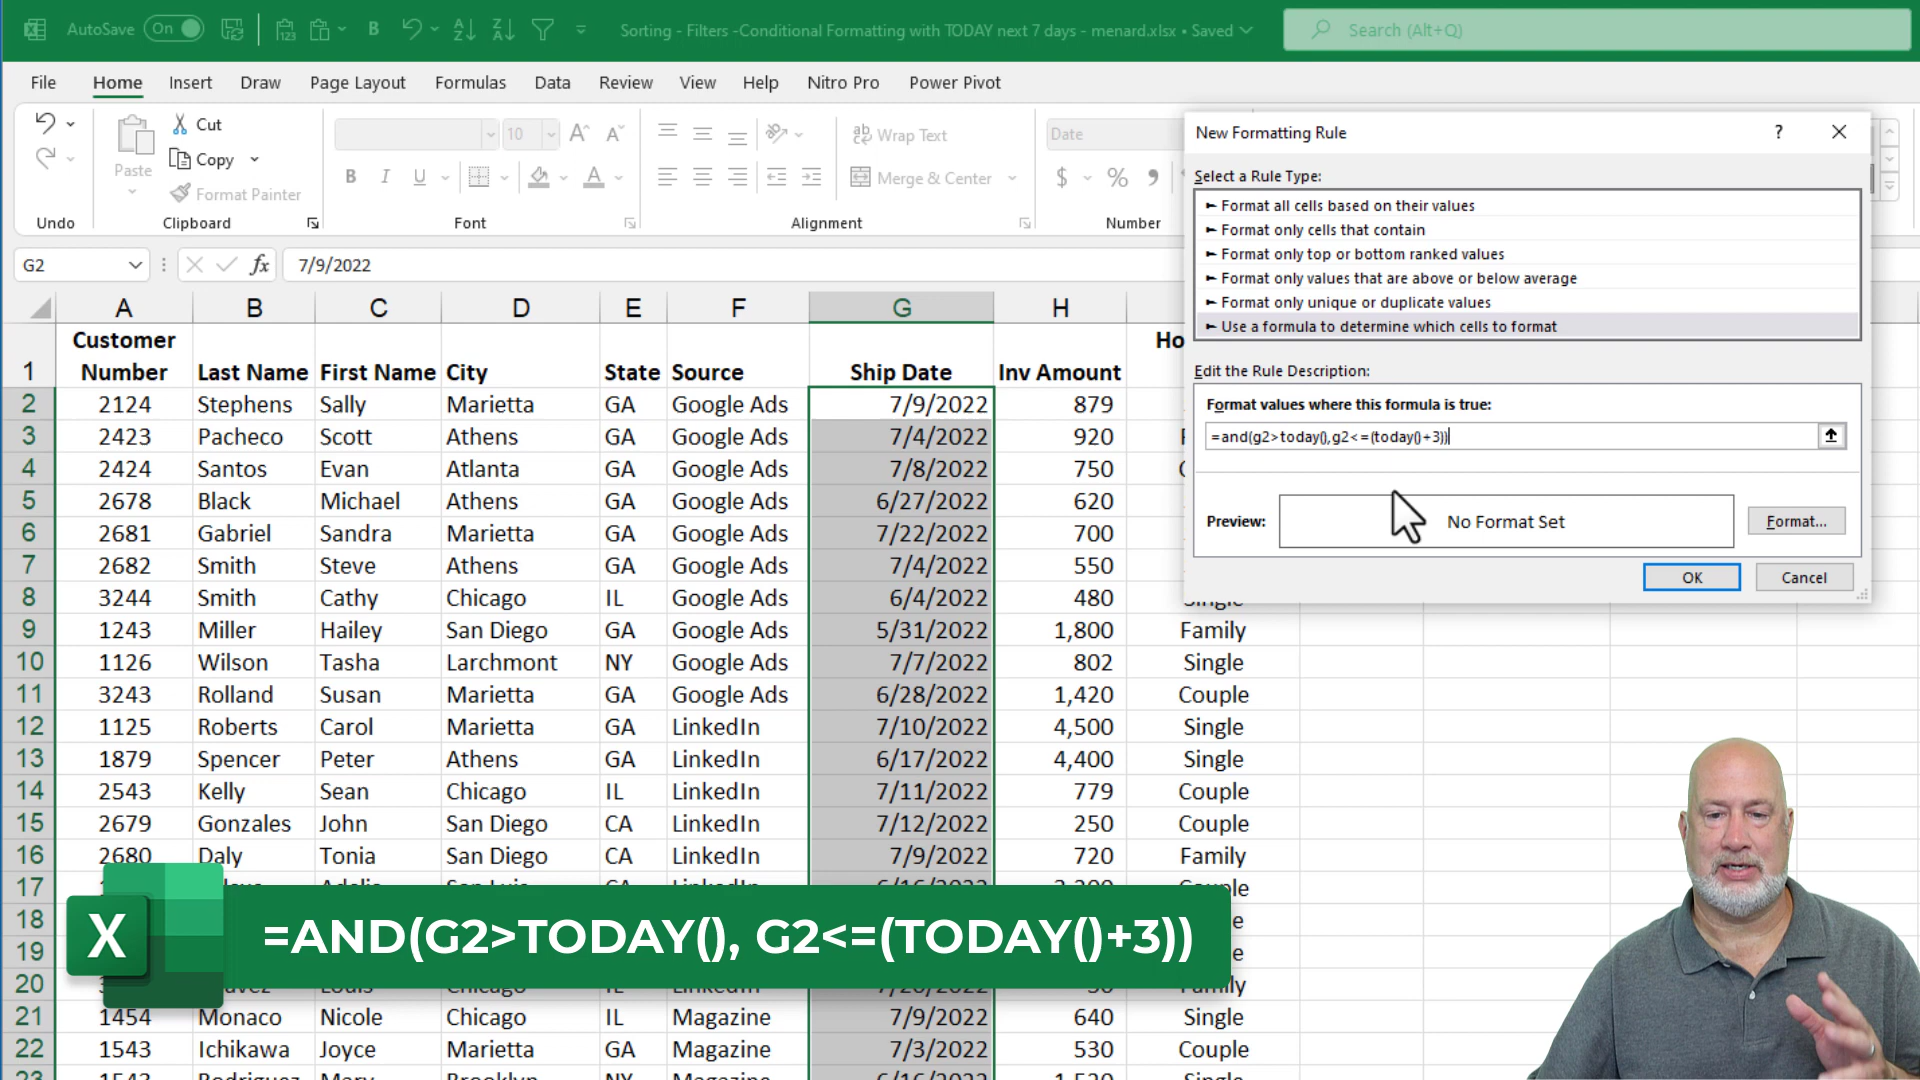 AutoSave On
Sorting - Filters -Conditional Formatting with TODAY next 7 days - menard.xlsx • Saved
Search (Alt+Q)
File Home Insert Draw Page Layout Formulas Data Review View Help Nitro Pro Power Pivot
Undo
Paste
Cut
Copy
Format Painter
Clipboard
10
B I U
Font
Wrap Text
Merge & Center
Alignment
Date
$ % 9
Number
G2
fx
7/9/2022
New Formatting Rule
?
Select a Rule Type:
► Format all cells based on their values
► Format only cells that contain
► Format only top or bottom ranked values
► Format only values that are above or below average
► Format only unique or duplicate values
► Use a formula to determine which cells to format
Edit the Rule Description:
Format values where this formula is true:
=and(g2>today(),g2<=(today()+3))
Preview:
No Format Set
Format...
OK
Cancel
A B C D E F G H
1 Customer Number Last Name First Name City State Source Ship Date Inv Amount Ho
2 2124 Stephens Sally Marietta GA Google Ads 7/9/2022 879
3 2423 Pacheco Scott Athens GA Google Ads 7/4/2022 920
4 2424 Santos Evan Atlanta GA Google Ads 7/8/2022 750
5 2678 Black Michael Athens GA Google Ads 6/27/2022 620
6 2681 Gabriel Sandra Marietta GA Google Ads 7/22/2022 700
7 2682 Smith Steve Athens GA Google Ads 7/4/2022 550
8 3244 Smith Cathy Chicago IL Google Ads 6/4/2022 480 Single
9 1243 Miller Hailey San Diego GA Google Ads 5/31/2022 1,800 Family
10 1126 Wilson Tasha Larchmont NY Google Ads 7/7/2022 802 Single
11 3243 Rolland Susan Marietta GA Google Ads 6/28/2022 1,420 Couple
12 1125 Roberts Carol Marietta GA LinkedIn 7/10/2022 4,500 Single
13 1879 Spencer Peter Athens GA LinkedIn 6/17/2022 4,400 Single
14 2543 Kelly Sean Chicago IL LinkedIn 7/11/2022 779 Couple
15 2679 Gonzales John San Diego CA LinkedIn 7/12/2022 250 Couple
16 2680 Daly Tonia San Diego CA LinkedIn 7/9/2022 720 Family
17
18
19
20
X
=AND(G2>TODAY(), G2<=(TODAY()+3))
21 1454 Monaco Nicole Chicago IL Magazine 7/9/2022 640 Single
22 1543 Ichikawa Joyce Marietta GA Magazine 7/3/2022 530 Couple